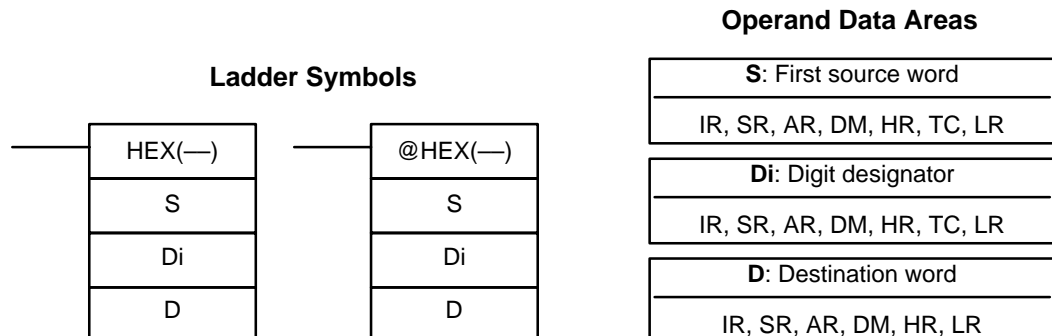 Ladder Symbols
HEX(—)
S
Di
D
@HEX(—)
S
Di
D
Operand Data Areas
S: First source word
IR, SR, AR, DM, HR, TC, LR
Di: Digit designator
IR, SR, AR, DM, HR, TC, LR
D: Destination word
IR, SR, AR, DM, HR, LR